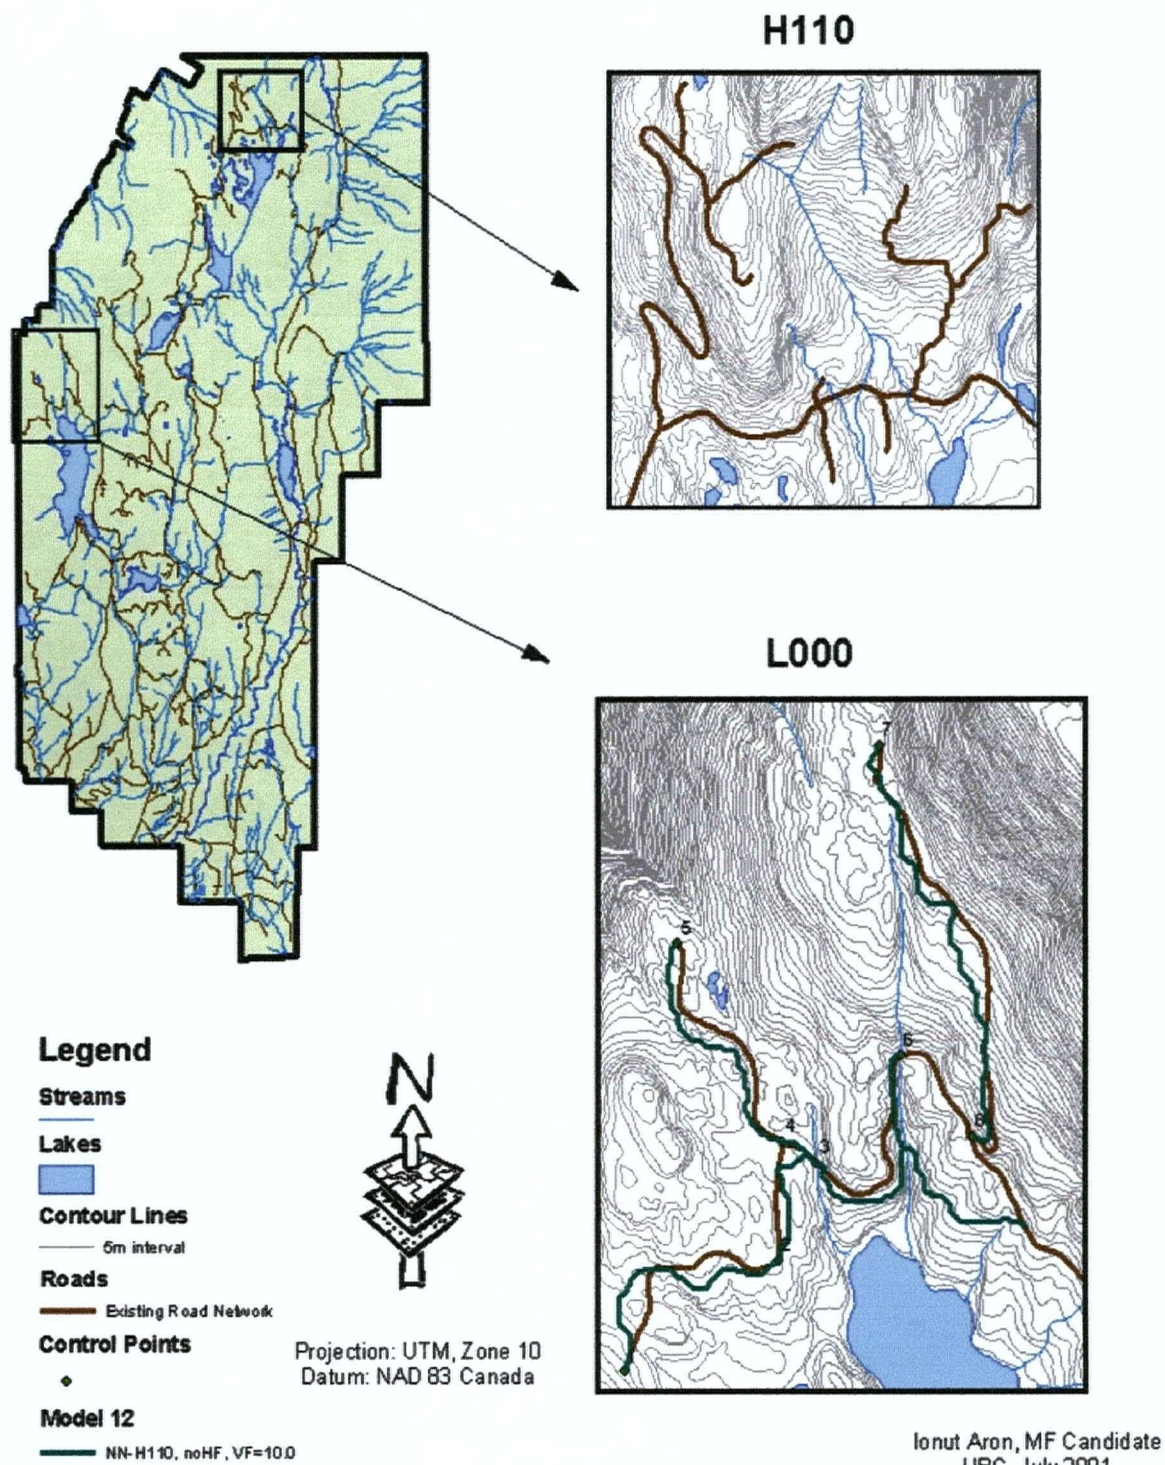 H110
L000
7
5
6
8
4
3
2
Legend
Streams
Lakes
Contour Lines
5m interval
Roads
Existing Road Network
Control Points
Model 12
NN-H110, noHF, VF=10.0
N
Projection: UTM, Zone 10
Datum: NAD 83 Canada
Ionut Aron, MF Candidate